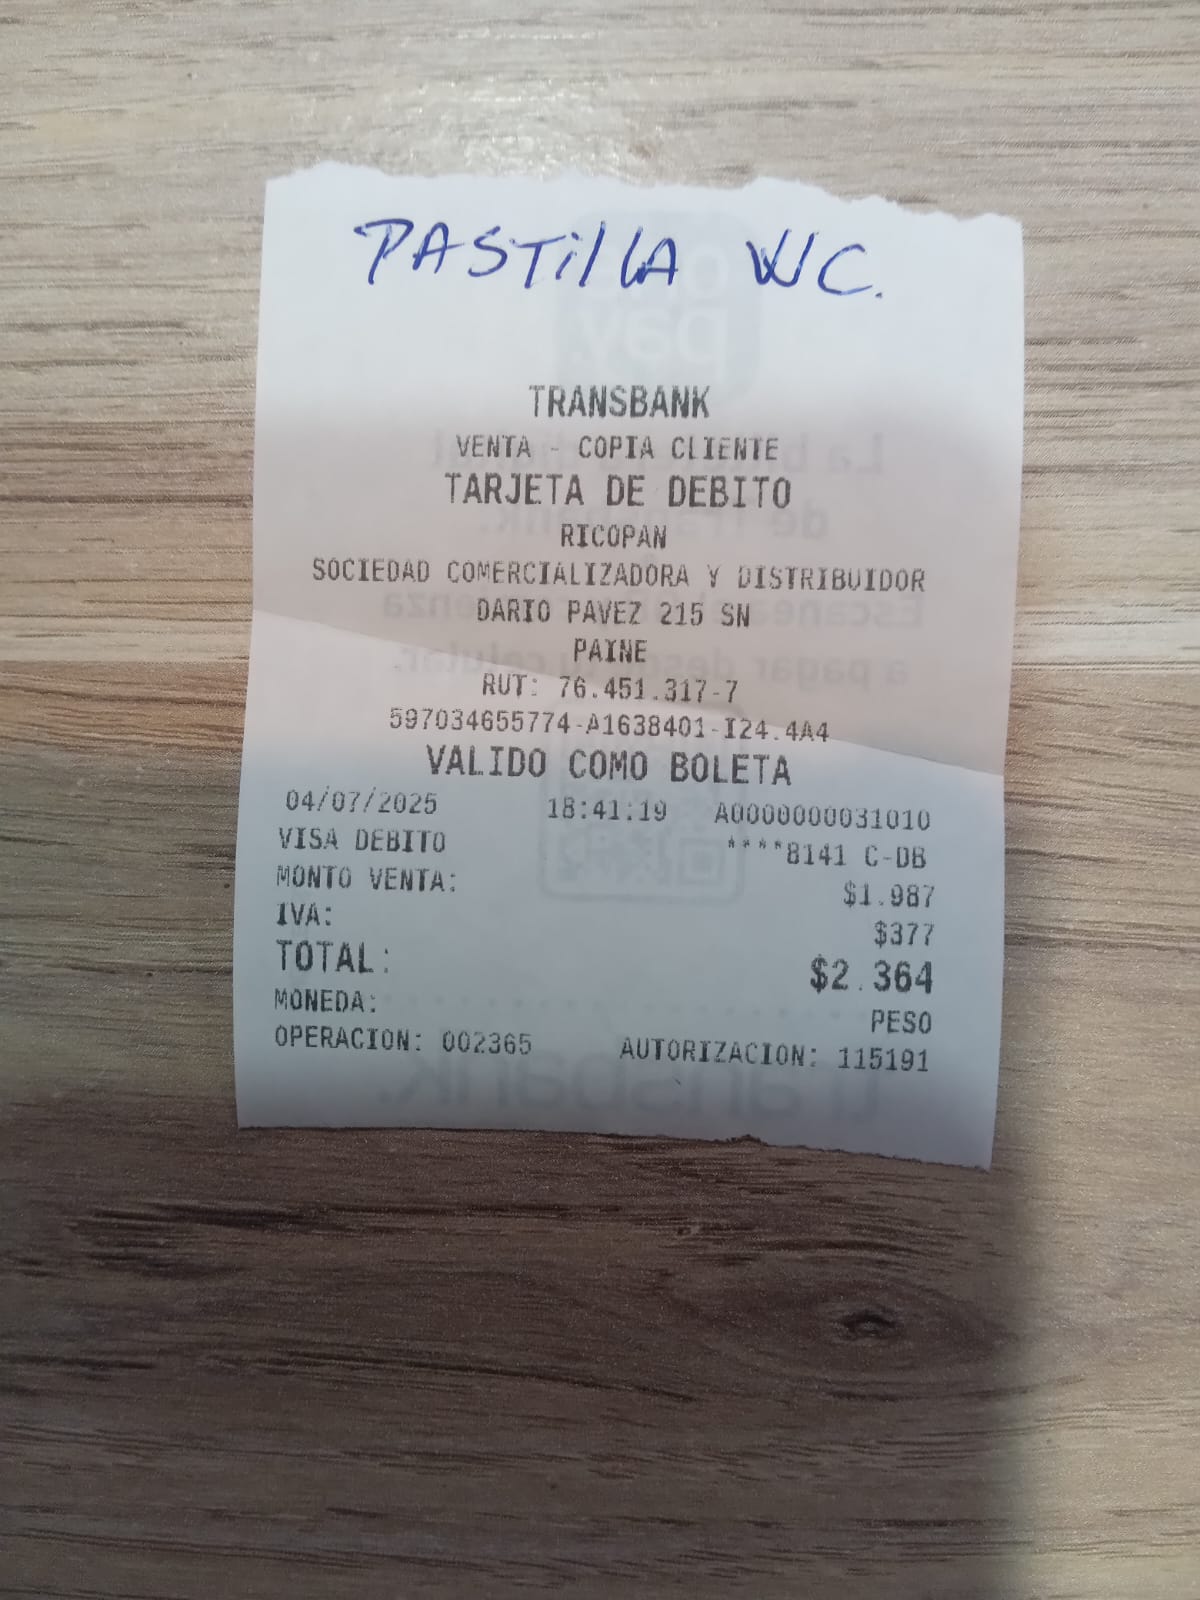 PASTILLA WC.
TRANSBANK
VENTA - COPIA CLIENTE
TARJETA DE DEBITO
RICOPAN
SOCIEDAD COMERCIALIZADORA Y DISTRIBUIDOR
DARIO PAVEZ 215 SN
PAINE
RUT: 76.451.317-7
597034655774-A1638401-I24.4A4
VALIDO COMO BOLETA
04/07/2025 18:41:19 A0000000031010
VISA DEBITO ****8141 C-DB
MONTO VENTA: $1.987
IVA: $377
TOTAL: $2.364
MONEDA: PESO
OPERACION: 002365 AUTORIZACION: 115191